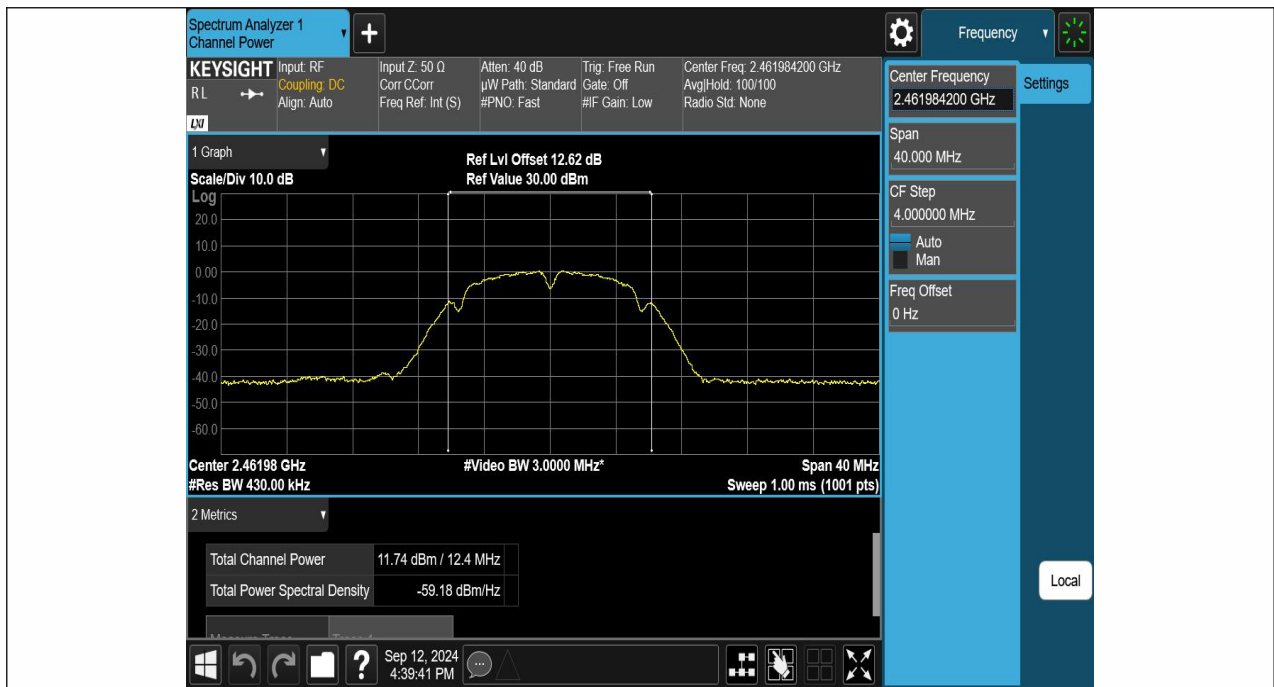 Spectrum Analyzer 1
Channel Power
Frequency
KEYSIGHT
R L
LXI
Input: RF
Coupling: DC
Align: Auto
Input Z: 50 Ω
Corr CCorr
Freq Ref: Int (S)
Atten: 40 dB
µW Path: Standard
#PNO: Fast
Trig: Free Run
Gate: Off
#IF Gain: Low
Center Freq: 2.461984200 GHz
Avg|Hold: 100/100
Radio Std: None
Center Frequency
2.461984200 GHz
Settings
Span
40.000 MHz
CF Step
4.000000 MHz
Auto
Man
Freq Offset
0 Hz
Local
1 Graph
Scale/Div 10.0 dB
Ref Lvl Offset 12.62 dB
Ref Value 30.00 dBm
Log
20.0
10.0
0.00
-10.0
-20.0
-30.0
-40.0
-50.0
-60.0
Center 2.46198 GHz
#Video BW 3.0000 MHz*
Span 40 MHz
#Res BW 430.00 kHz
Sweep 1.00 ms (1001 pts)
2 Metrics
Total Channel Power 11.74 dBm / 12.4 MHz
Total Power Spectral Density -59.18 dBm/Hz
?
Sep 12, 2024
4:39:41 PM